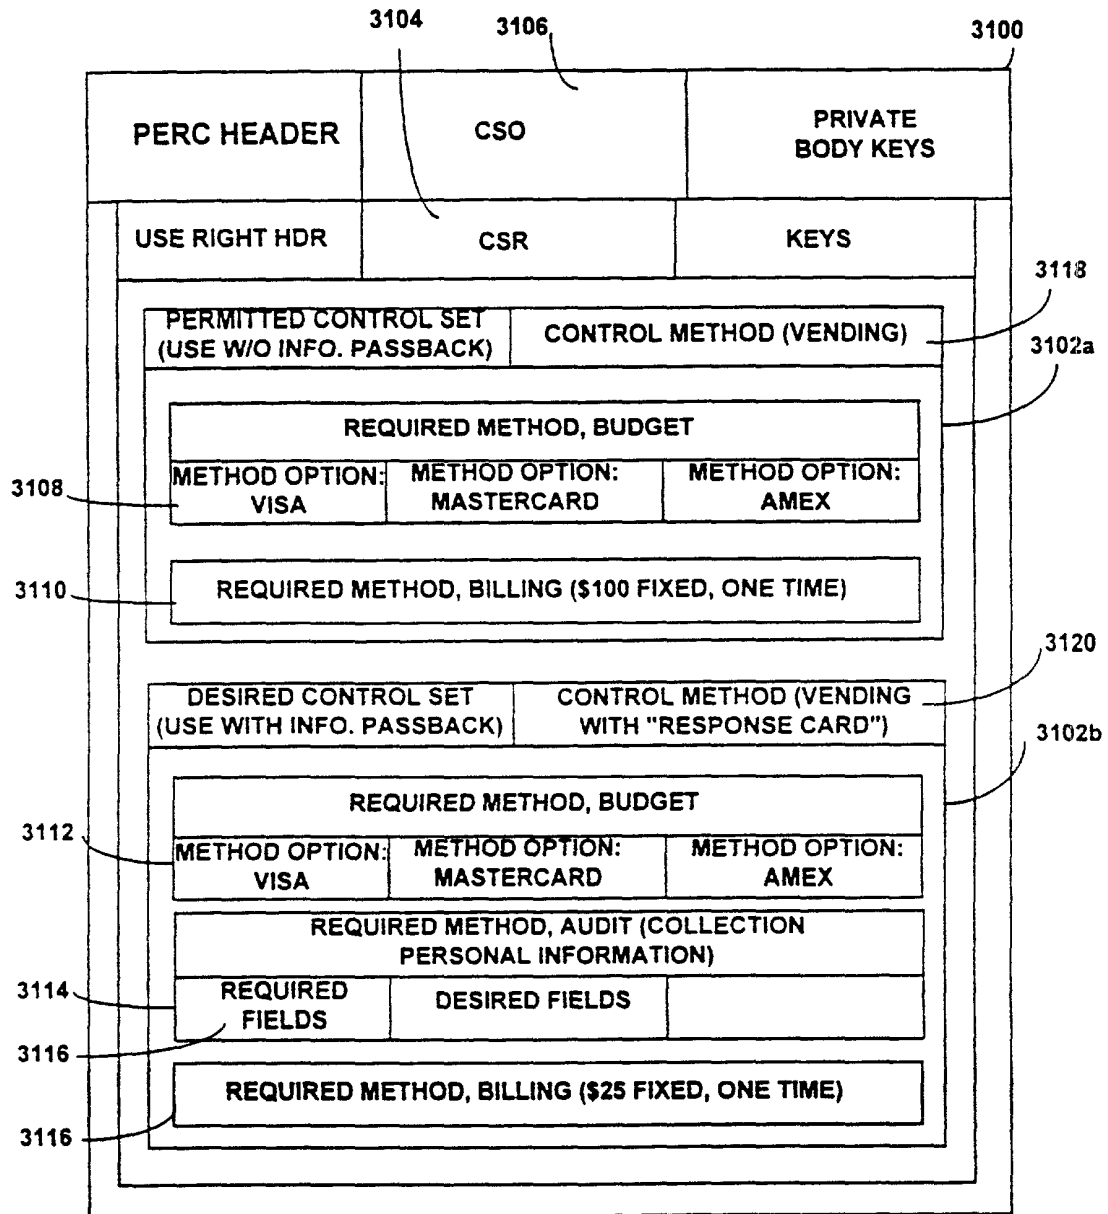 3104
3106
3100
PERC HEADER
CSO
PRIVATE
BODY KEYS
USE RIGHT HDR
CSR
KEYS
3118
PERMITTED CONTROL SET
(USE W/O INFO. PASSBACK)
CONTROL METHOD (VENDING)
3102a
REQUIRED METHOD, BUDGET
3108
METHOD OPTION:
VISA
METHOD OPTION:
MASTERCARD
METHOD OPTION:
AMEX
3110
REQUIRED METHOD, BILLING ($100 FIXED, ONE TIME)
3120
DESIRED CONTROL SET
(USE WITH INFO. PASSBACK)
CONTROL METHOD (VENDING
WITH "RESPONSE CARD")
3102b
REQUIRED METHOD, BUDGET
3112
METHOD OPTION:
VISA
METHOD OPTION:
MASTERCARD
METHOD OPTION:
AMEX
REQUIRED METHOD, AUDIT (COLLECTION
PERSONAL INFORMATION)
3114
REQUIRED
FIELDS
DESIRED FIELDS
3116
REQUIRED METHOD, BILLING ($25 FIXED, ONE TIME)
3116